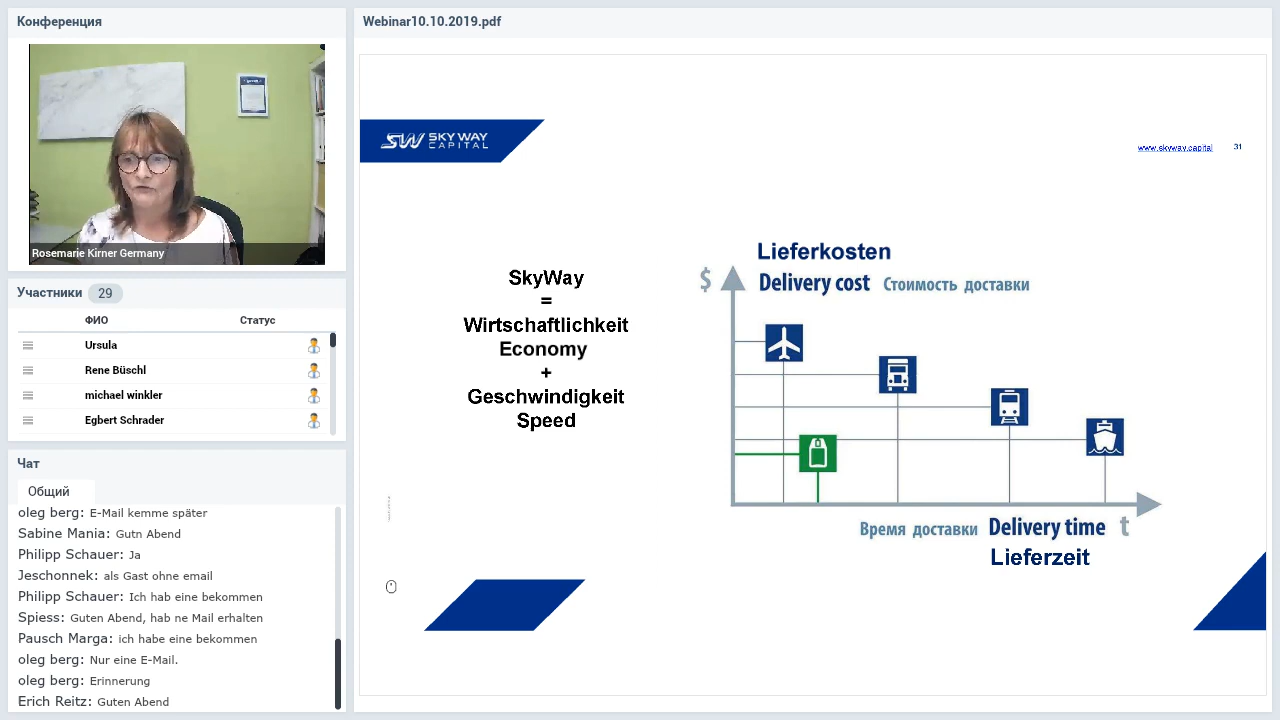 Конференция
Rosemarie Kirner Germany
Участники 29
ФИО Статус
Ursula
Rene Büschl
michael winkler
Egbert Schrader
Чат
Общий
oleg berg: E-Mail kemme später
Sabine Mania: Gutn Abend
Philipp Schauer: Ja
Jeschonnek: als Gast ohne email
Philipp Schauer: Ich hab eine bekommen
Spiess: Guten Abend, hab ne Mail erhalten
Pausch Marga: ich habe eine bekommen
oleg berg: Nur eine E-Mail.
oleg berg: Erinnerung
Erich Reitz: Guten Abend
Webinar10.10.2019.pdf
SW SKY WAY
CAPITAL
www.skyway.capital 31
SkyWay
=
Wirtschaftlichkeit
Economy
+
Geschwindigkeit
Speed
Lieferkosten
$ Delivery cost Стоимость доставки
Время доставки Delivery time t
Lieferzeit